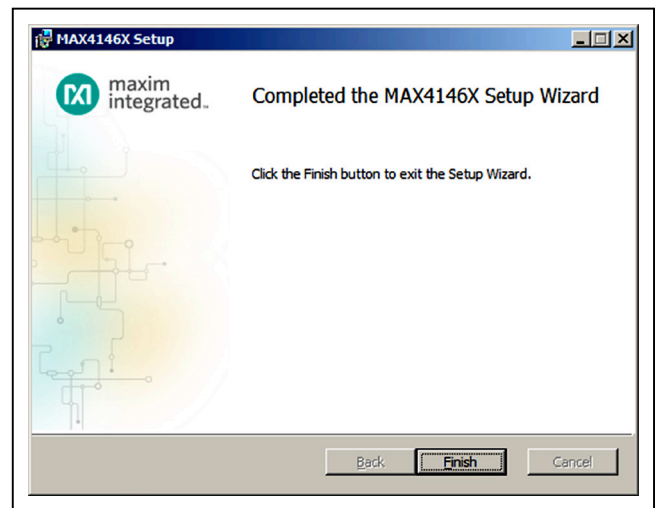 MAX4146X Setup
maxim
integrated™
Completed the MAX4146X Setup Wizard
Click the Finish button to exit the Setup Wizard.
Back
Finish
Cancel